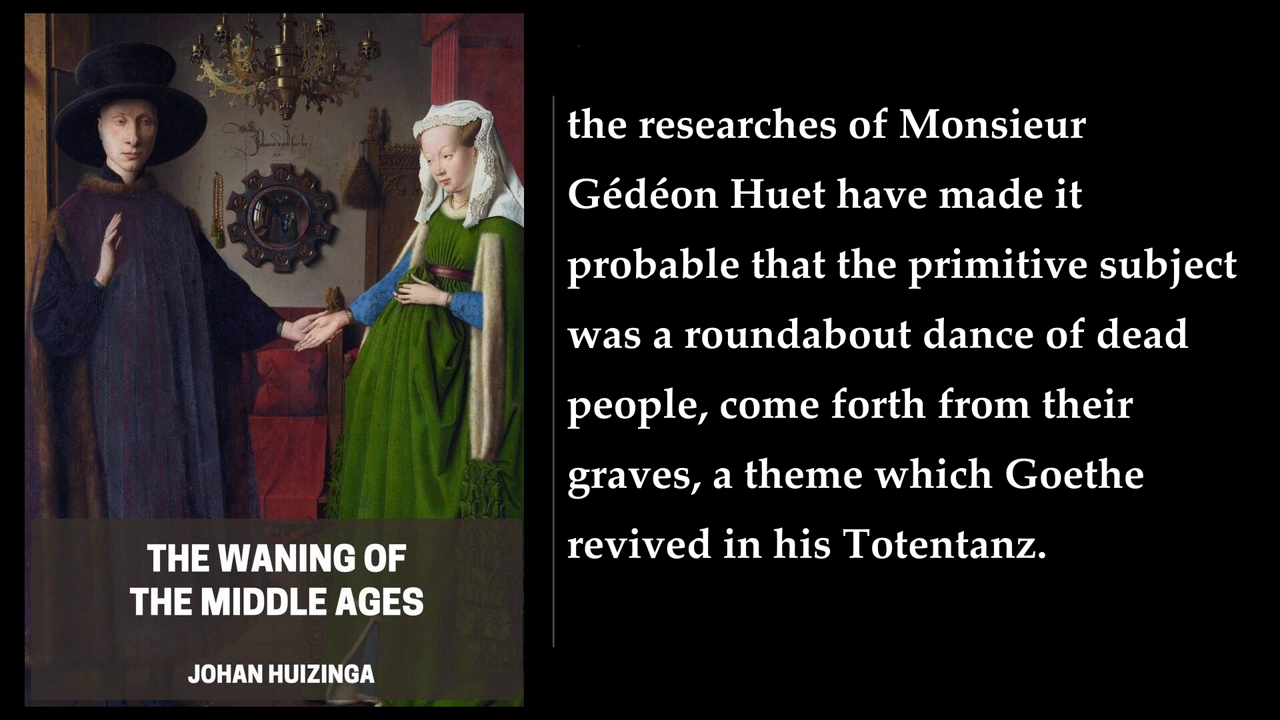 THE WANING OF
THE MIDDLE AGES
JOHAN HUIZINGA
the researches of Monsieur
Gédéon Huet have made it
probable that the primitive subject
was a roundabout dance of dead
people, come forth from their
graves, a theme which Goethe
revived in his Totentanz.